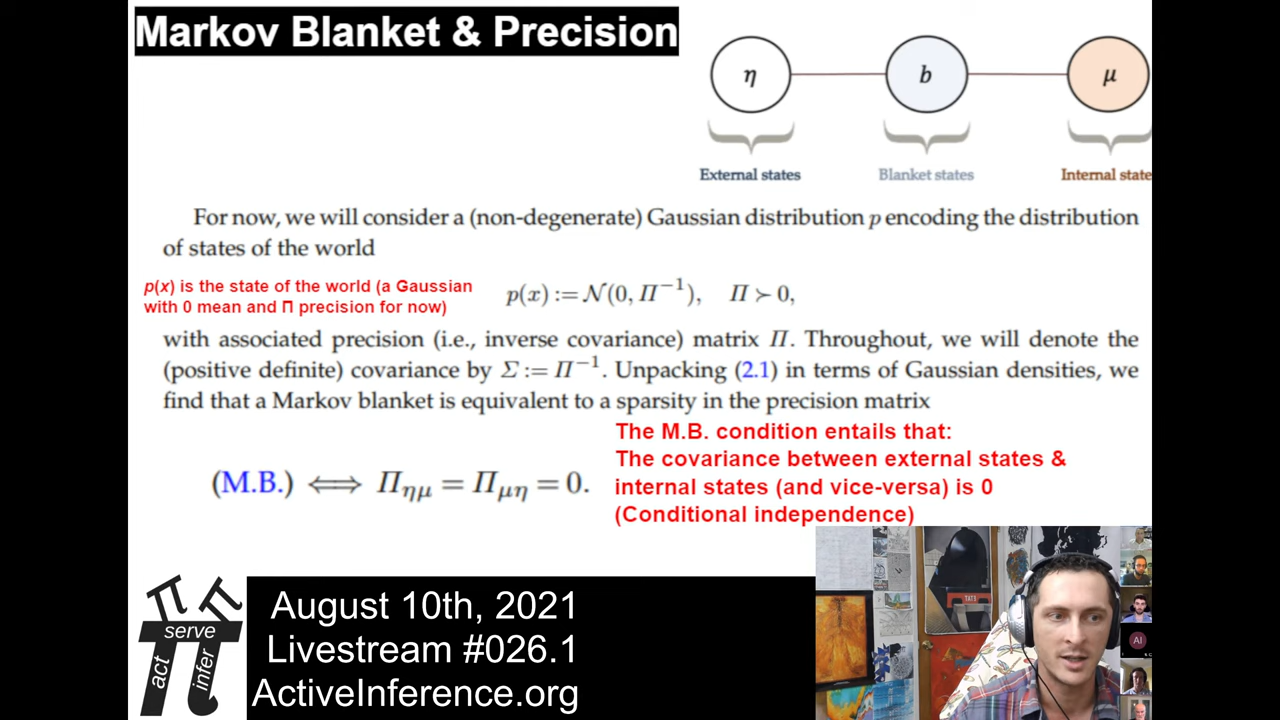 Markov Blanket & Precision
η
b
μ
External states
Blanket states
Internal state
For now, we will consider a (non-degenerate) Gaussian distribution p encoding the distribution
of states of the world
p(x) is the state of the world (a Gaussian
with 0 mean and Π precision for now)
p(x) := 𝒩(0, Π⁻¹), Π ≻ 0,
with associated precision (i.e., inverse covariance) matrix Π. Throughout, we will denote the
(positive definite) covariance by Σ := Π⁻¹. Unpacking (2.1) in terms of Gaussian densities, we
find that a Markov blanket is equivalent to a sparsity in the precision matrix
(M.B.) ⟺ Π_ημ = Π_μη = 0.
The M.B. condition entails that:
The covariance between external states &
internal states (and vice-versa) is 0
(Conditional independence)
serve
act
infer
August 10th, 2021
Livestream #026.1
ActiveInference.org
TATA
AI